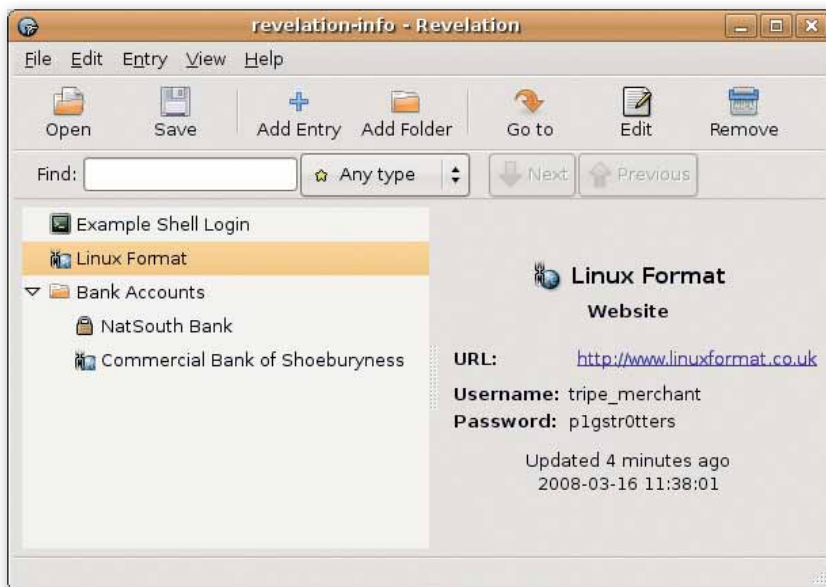 revelation-info - Revelation
File Edit Entry View Help
Open Save Add Entry Add Folder Go to Edit Remove
Find: Any type Next Previous
Example Shell Login
Linux Format
Bank Accounts
NatSouth Bank
Commercial Bank of Shoeburyness
Linux Format
Website
URL: http://www.linuxformat.co.uk
Username: tripe_merchant
Password: p1gstr0tters
Updated 4 minutes ago
2008-03-16 11:38:01